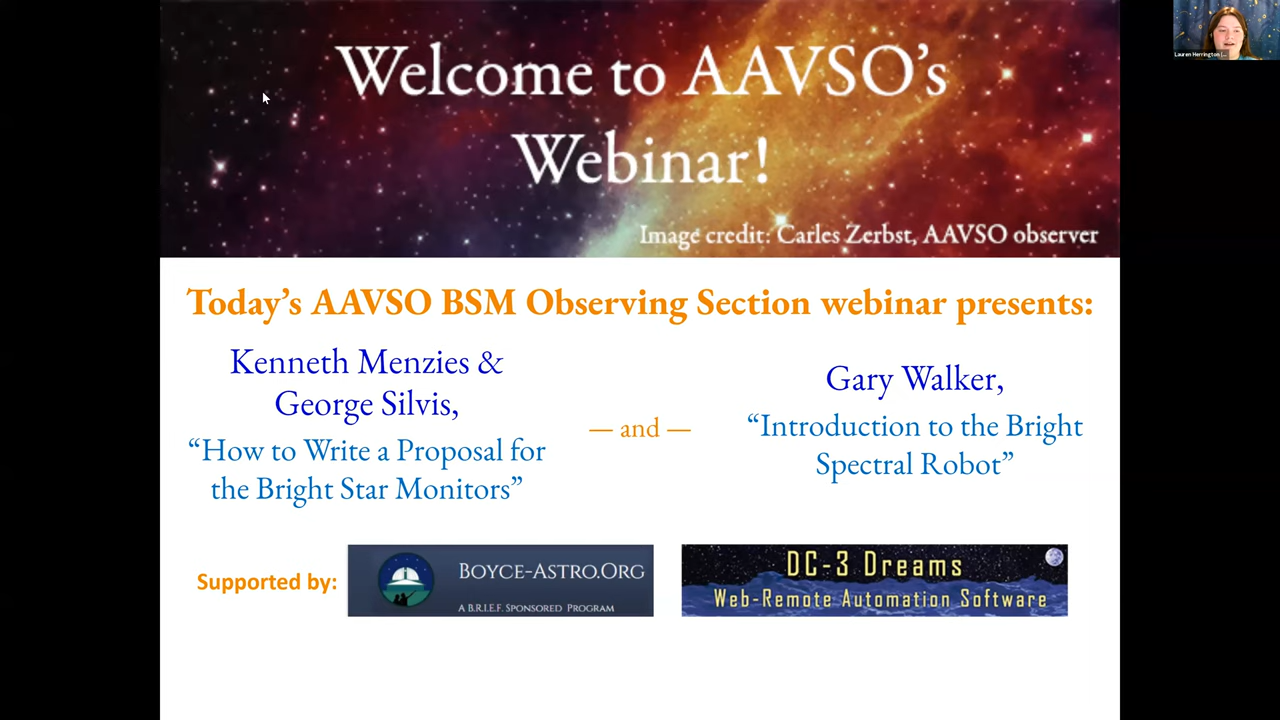 Welcome to AAVSO's
Webinar!
Image credit: Carles Zerbst, AAVSO observer
Lauren Herrington
Today's AAVSO BSM Observing Section webinar presents:
Kenneth Menzies &
George Silvis,
“How to Write a Proposal for
the Bright Star Monitors”
— and —
Gary Walker,
“Introduction to the Bright
Spectral Robot”
Supported by:
BOYCE-ASTRO.ORG
A B.R.I.E.F. SPONSORED PROGRAM
DC-3 Dreams
Web-Remote Automation Software